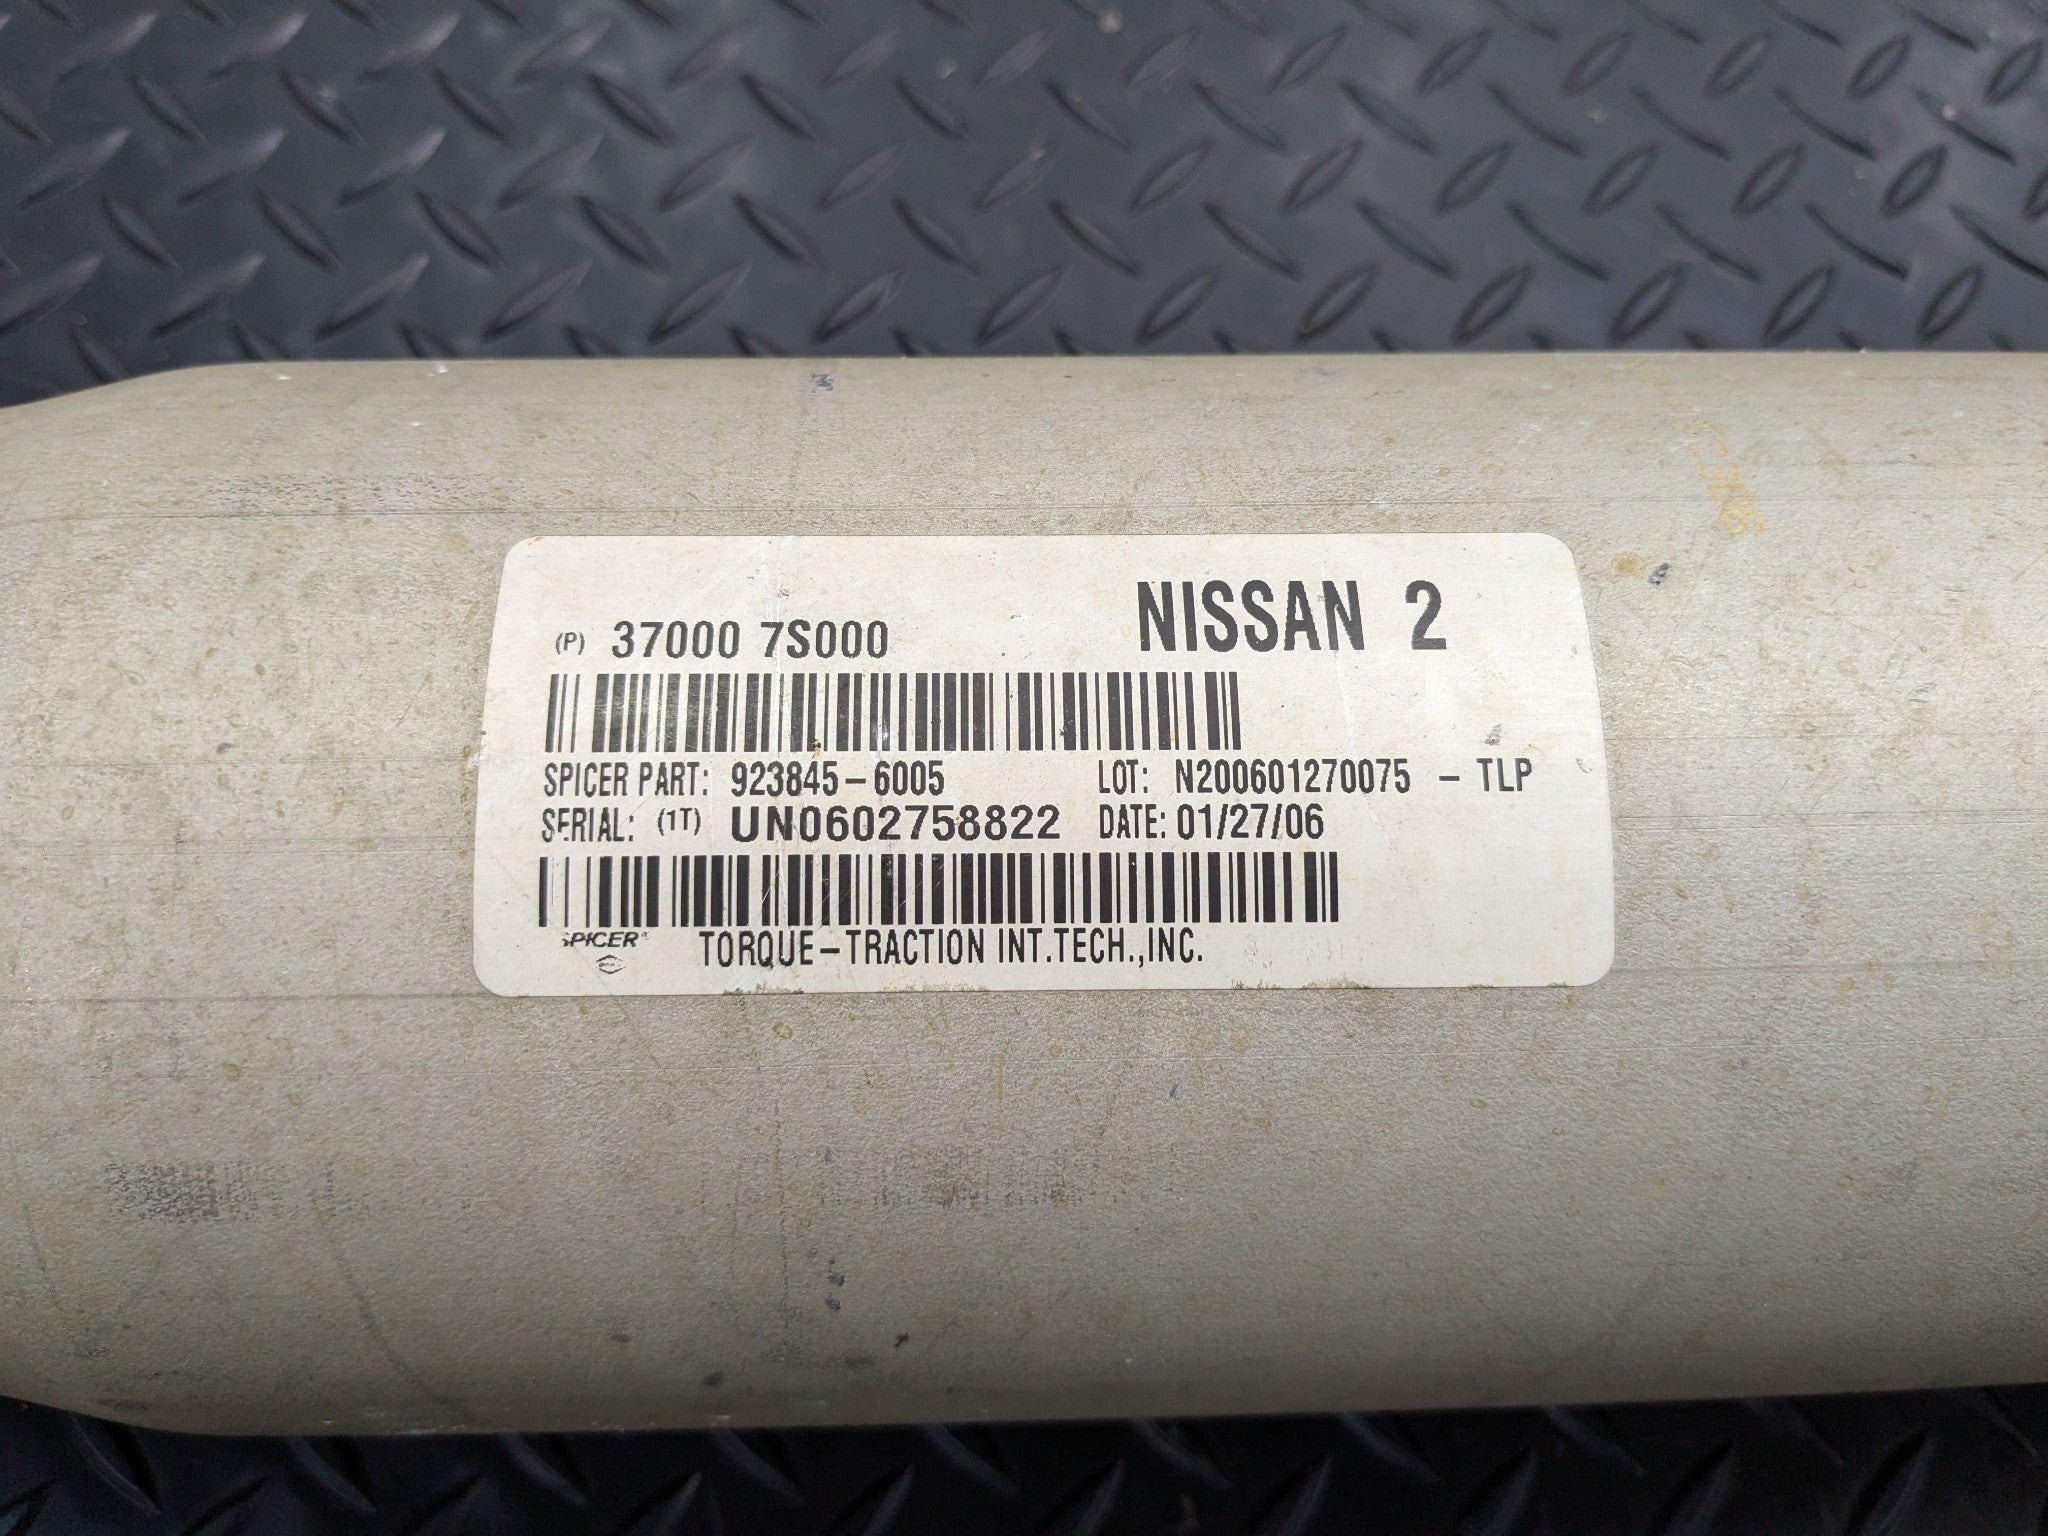 (P) 37000 7S000 NISSAN 2
SPICER PART: 923845-6005 LOT: N200601270075 - TLP
SERIAL: (1T) UN0602758822 DATE: 01/27/06
SPICER® TORQUE-TRACTION INT.TECH.,INC.